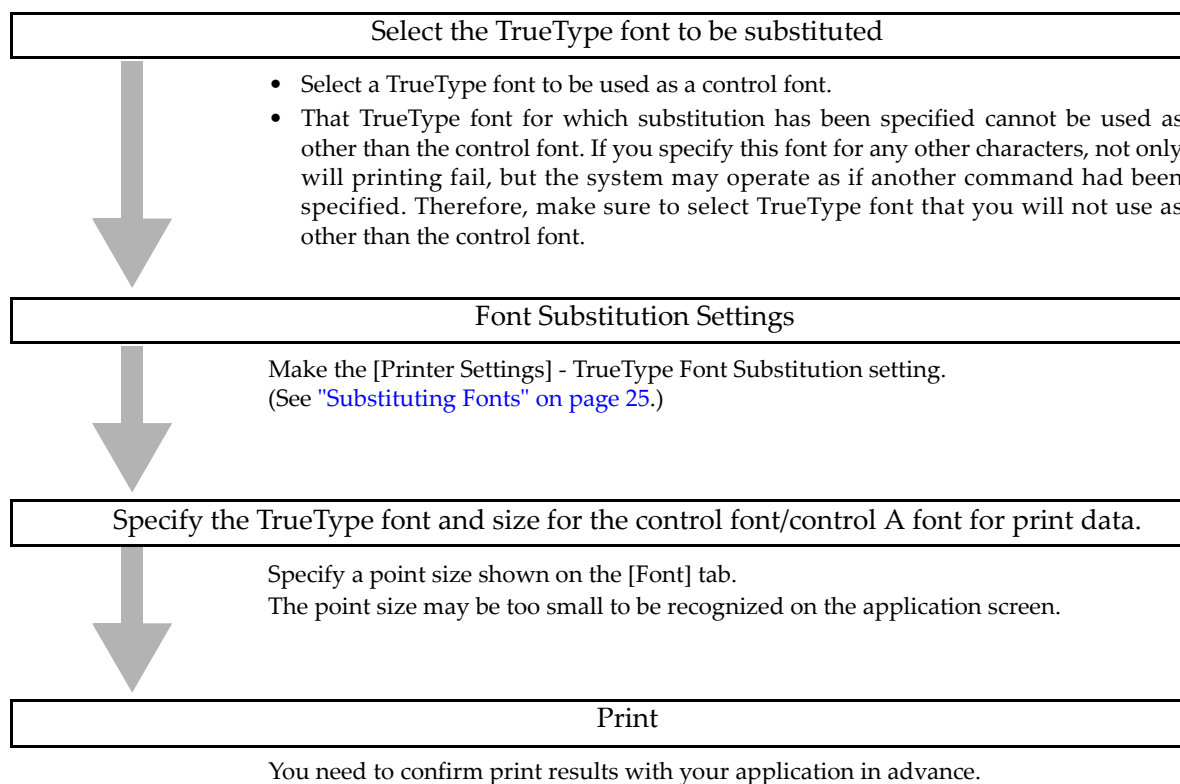 Select the TrueType font to be substituted
• Select a TrueType font to be used as a control font.
• That TrueType font for which substitution has been specified cannot be used as
other than the control font. If you specify this font for any other characters, not only
will printing fail, but the system may operate as if another command had been
specified. Therefore, make sure to select TrueType font that you will not use as
other than the control font.
Font Substitution Settings
Make the [Printer Settings] - TrueType Font Substitution setting.
(See "Substituting Fonts" on page 25.)
Specify the TrueType font and size for the control font/control A font for print data.
Specify a point size shown on the [Font] tab.
The point size may be too small to be recognized on the application screen.
Print
You need to confirm print results with your application in advance.